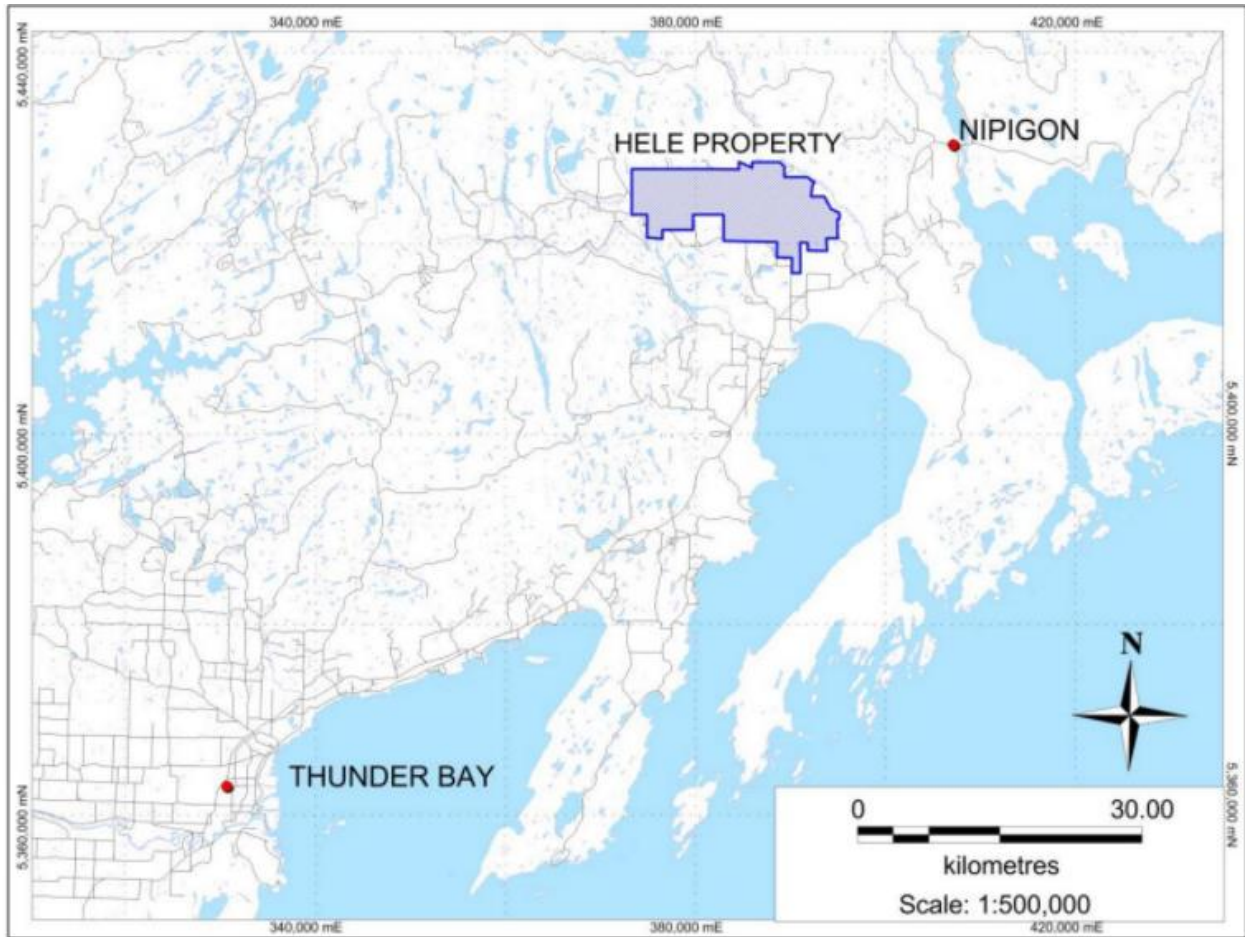 340,000 mE
380,000 mE
420,000 mE
5,440,000 mN
NIPIGON
HELE PROPERTY
5,400,000 mN
5,400,000 mN
N
THUNDER BAY
5,360,000 mN
5,360,000 mN
0 30.00
kilometres
Scale: 1:500,000
340,000 mE
380,000 mE
420,000 mE